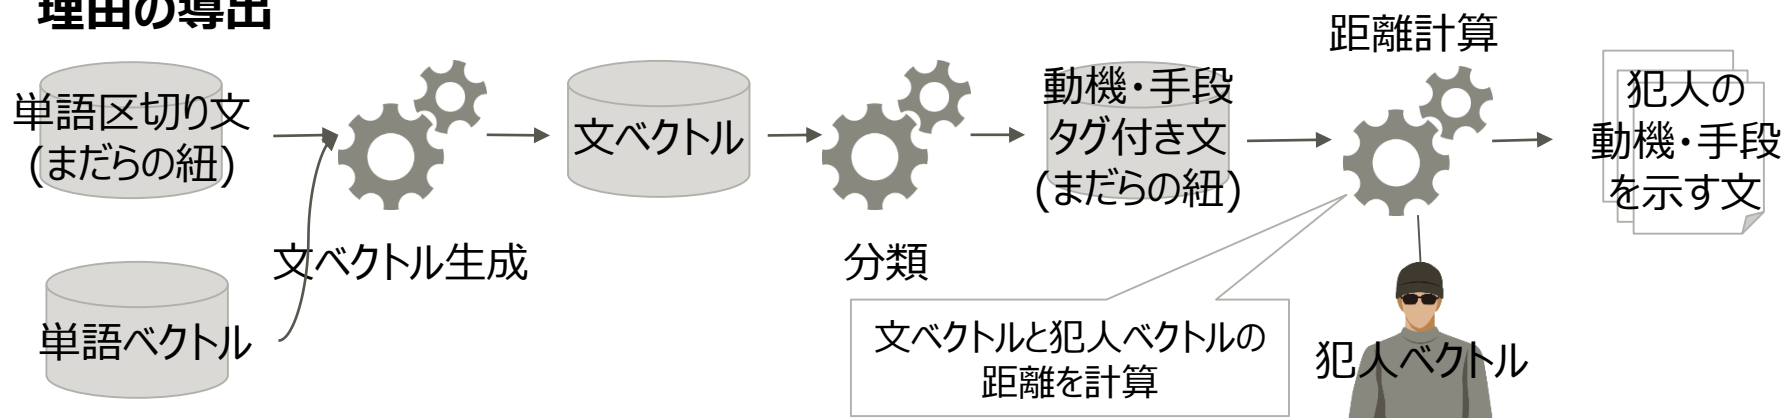 理由の導出
単語区切り文
(まだらの紐)
文ベクトル生成
単語ベクトル
文ベクトル
分類
動機・手段
タグ付き文
(まだらの紐)
距離計算
文ベクトルと犯人ベクトルの
距離を計算
犯人ベクトル
犯人の
動機・手段
を示す文